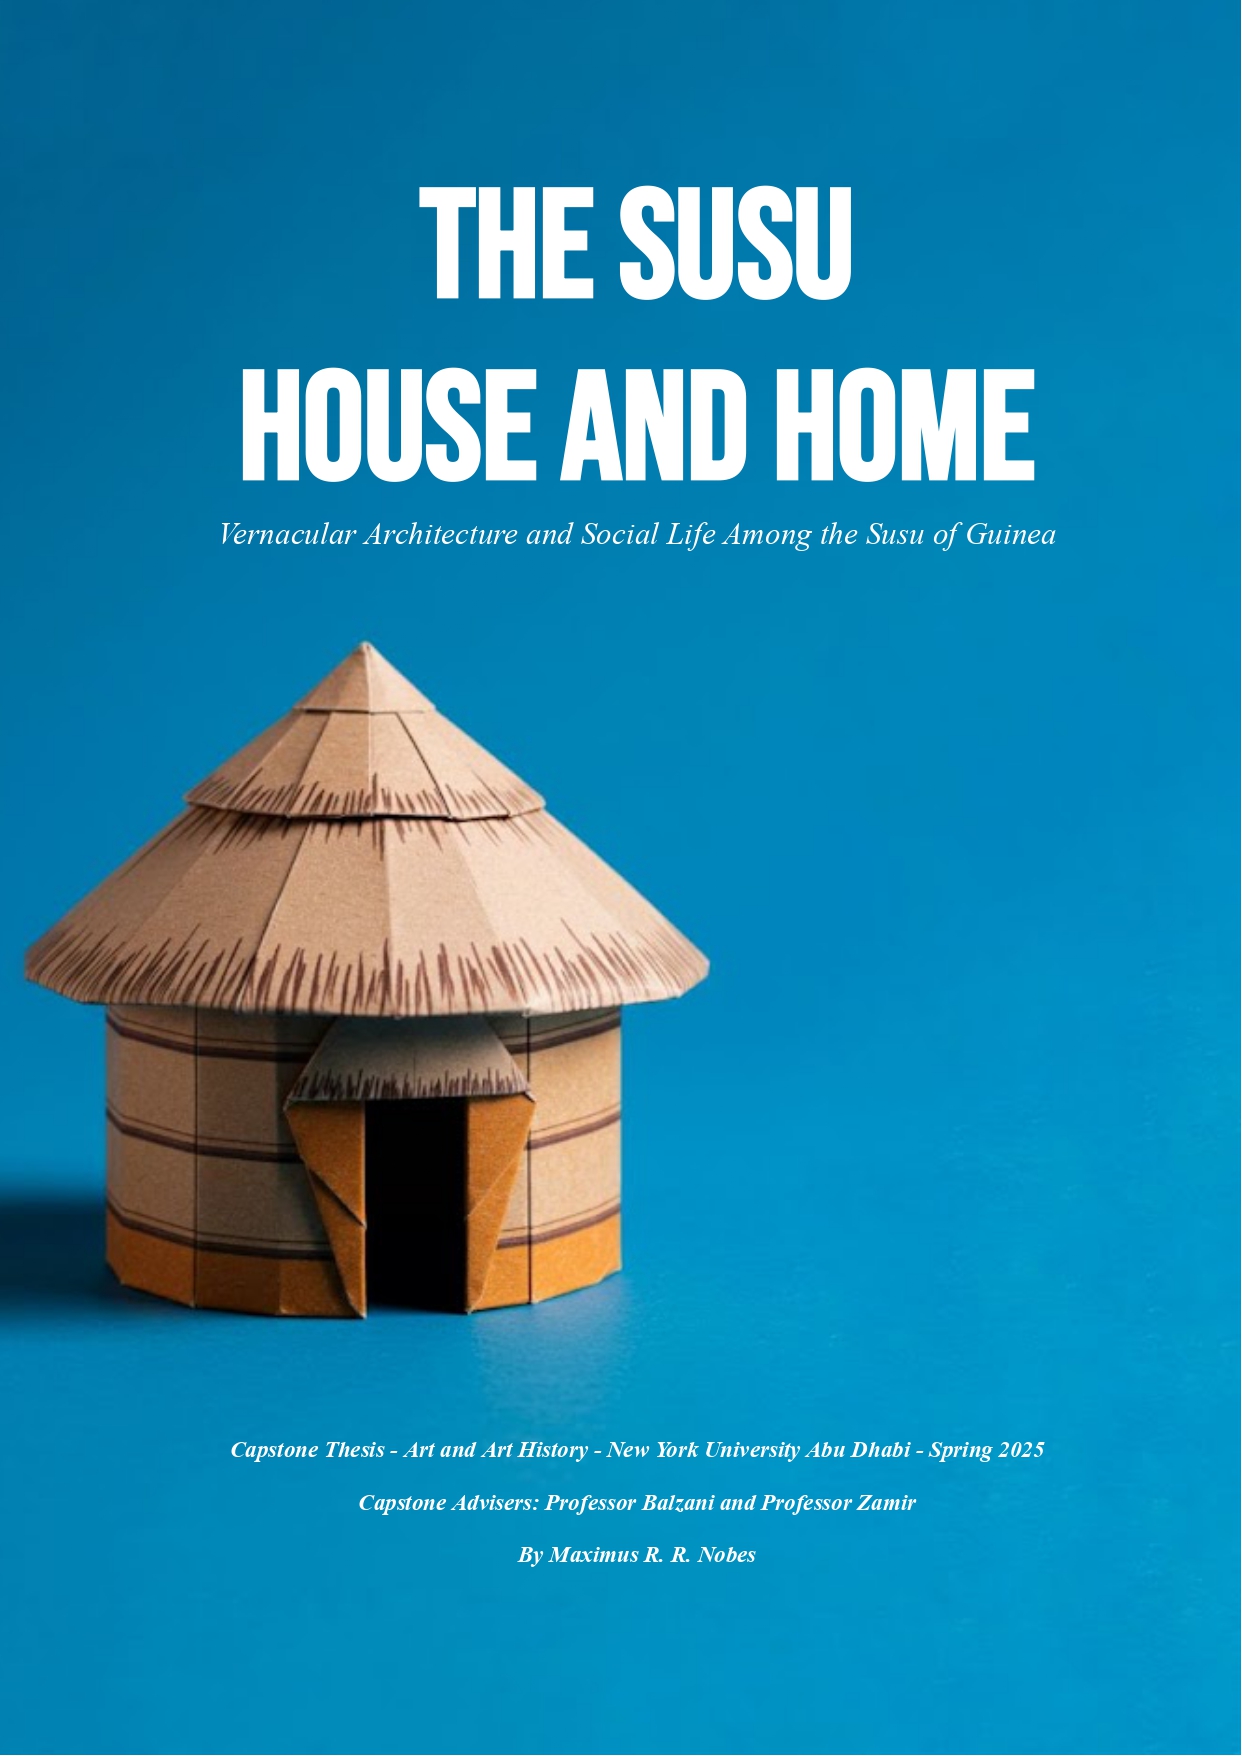 THE SUSU
HOUSE AND HOME
Vernacular Architecture and Social Life Among the Susu of Guinea
Capstone Thesis - Art and Art History - New York University Abu Dhabi - Spring 2025
Capstone Advisers: Professor Balzani and Professor Zamir
By Maximus R. R. Nobes